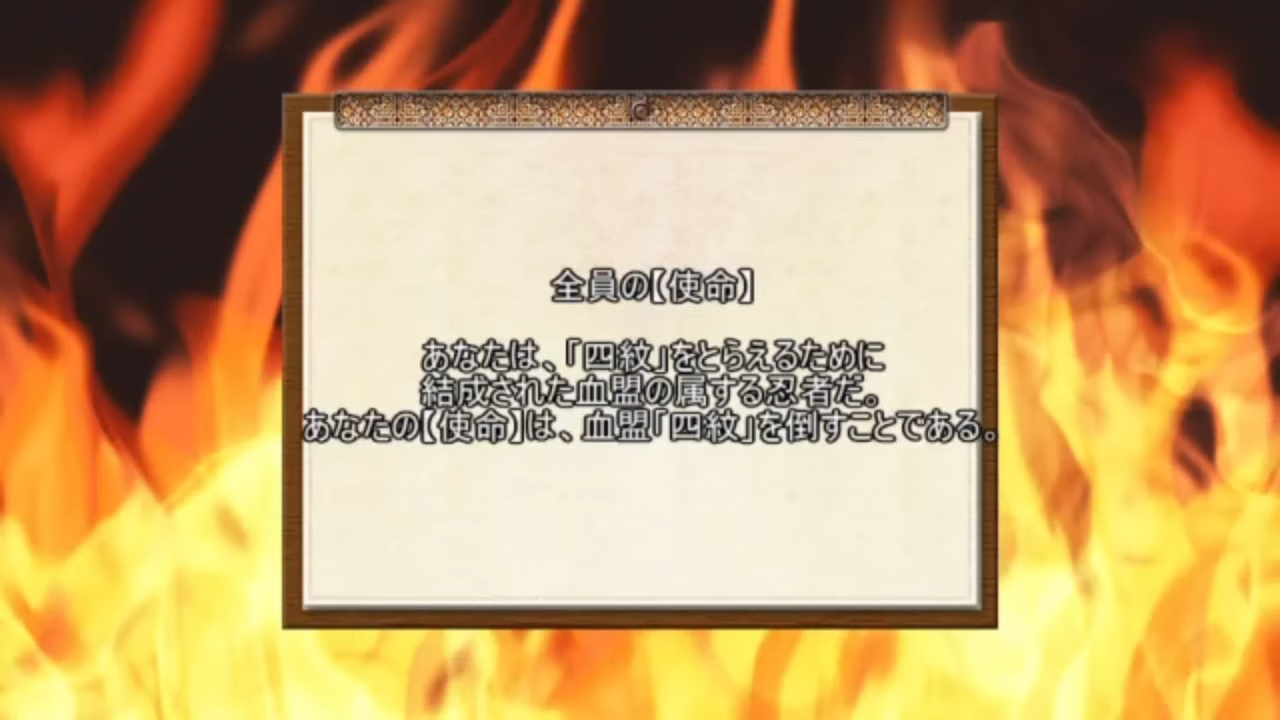 全員の【使命】
あなたは、「四紋」をとらえるために
結成された血盟の属する忍者だ。
あなたの【使命】は、血盟「四紋」を倒すことである。